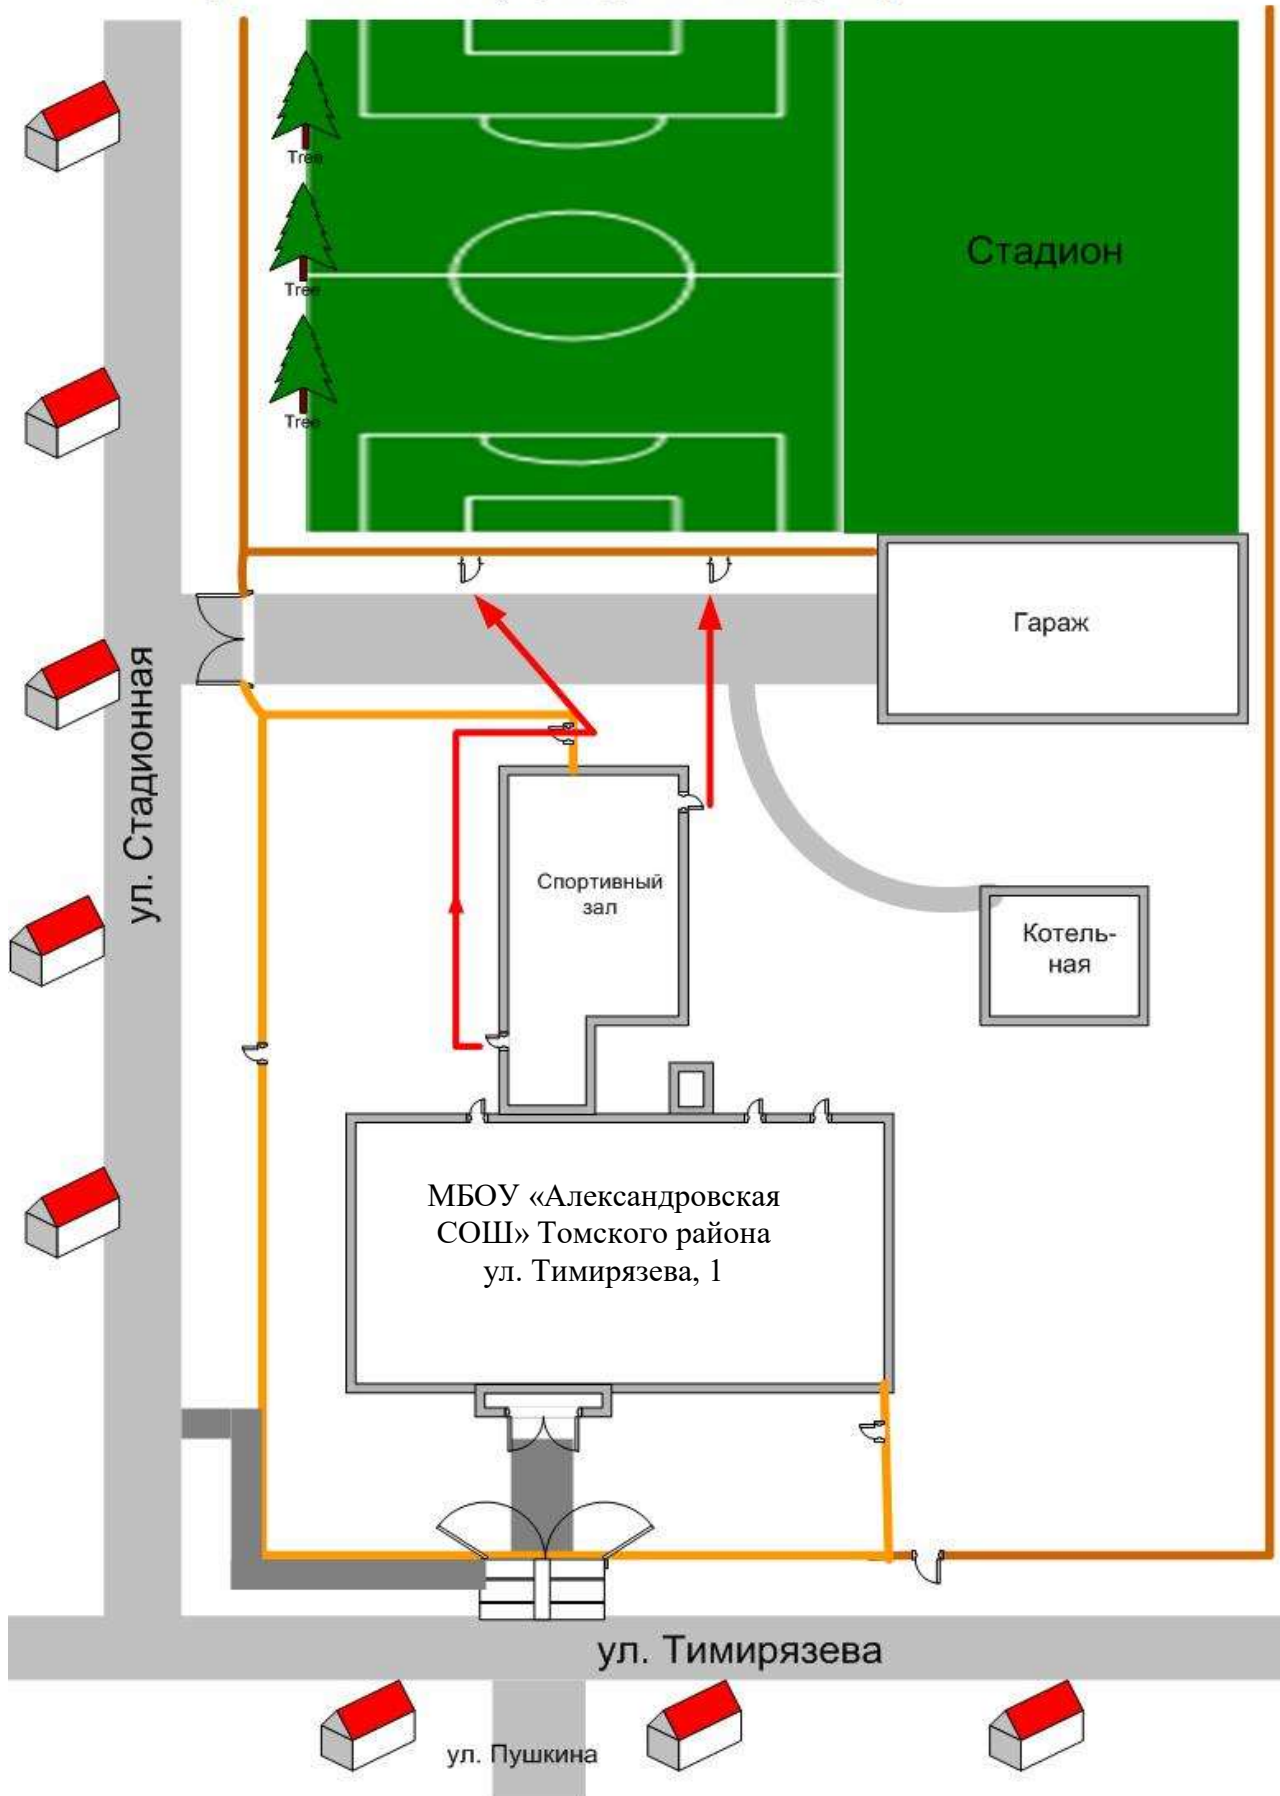 Tree
Tree
Стадион
Tree
Гараж
ул. Стадионная
Спортивный
зал
Котель-
ная
МБОУ «Александровская
СОШ» Томского района
ул. Тимирязева, 1
ул. Тимирязева
ул. Пушкина